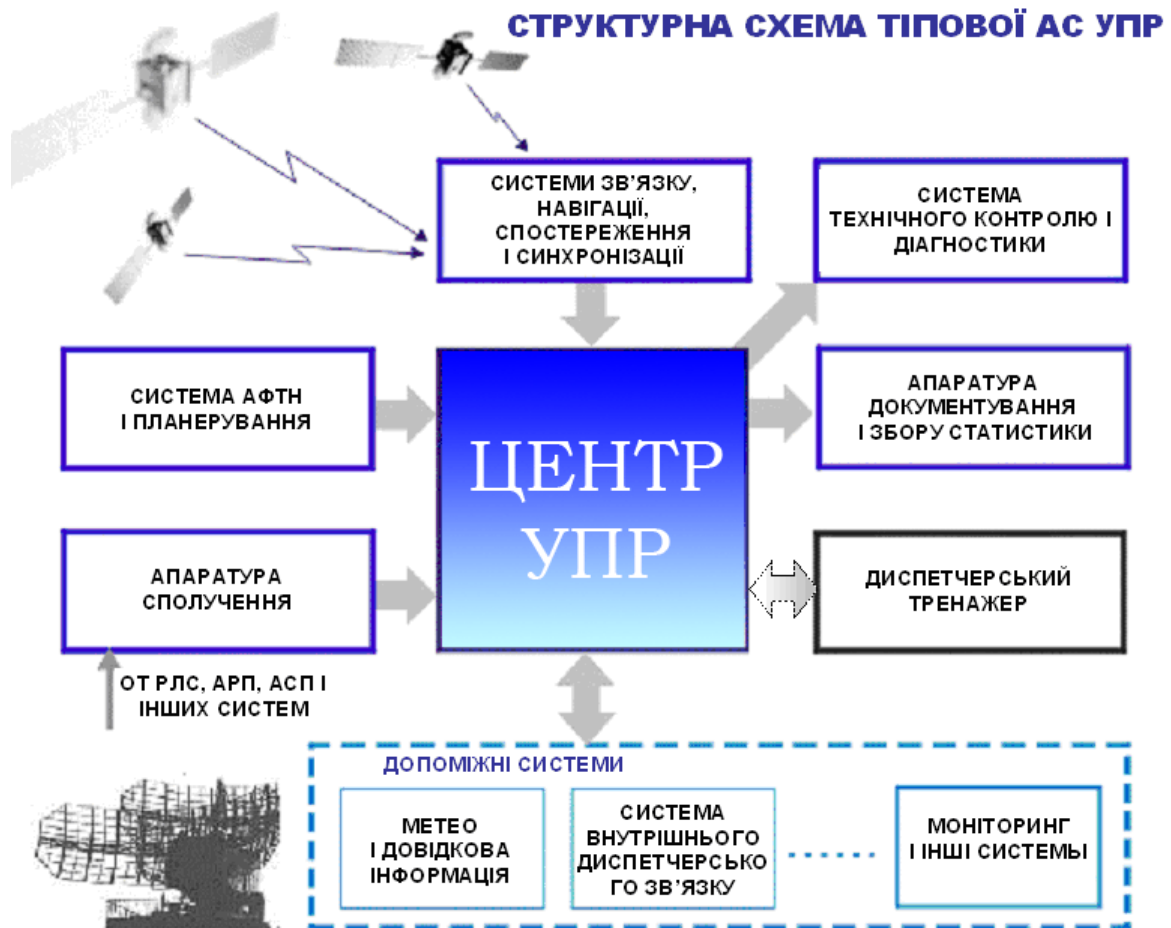 СТРУКТУРНА СХЕМА ТІПОВОЇ АС УПР
СИСТЕМИ ЗВ'ЯЗКУ,
НАВІГАЦІЇ,
СПОСТЕРЕЖЕННЯ
І СИНХРОНІЗАЦІЇ
СИСТЕМА
ТЕХНІЧНОГО КОНТРОЛЮ І
ДІАГНОСТИКИ
СИСТЕМА АФТН
І ПЛАНЕРУВАННЯ
АПАРАТУРА
ДОКУМЕНТУВАННЯ
І ЗБОРУ СТАТИСТИКИ
ЦЕНТР
УПР
АПАРАТУРА
СПОЛУЧЕННЯ
ДИСПЕТЧЕРСЬКИЙ
ТРЕНАЖЕР
ОТ РЛС, АРП, АСП І
ІНШИХ СИСТЕМ
ДОПОМІЖНІ СИСТЕМИ
МЕТЕО
І ДОВІДКОВА
ІНФОРМАЦІЯ
СИСТЕМА
ВНУТРІШНЬОГО
ДИСПЕТЧЕРСЬКО
ГО ЗВ'ЯЗКУ
МОНІТОРИНГ
І ІНШІ СИСТЕМЫ